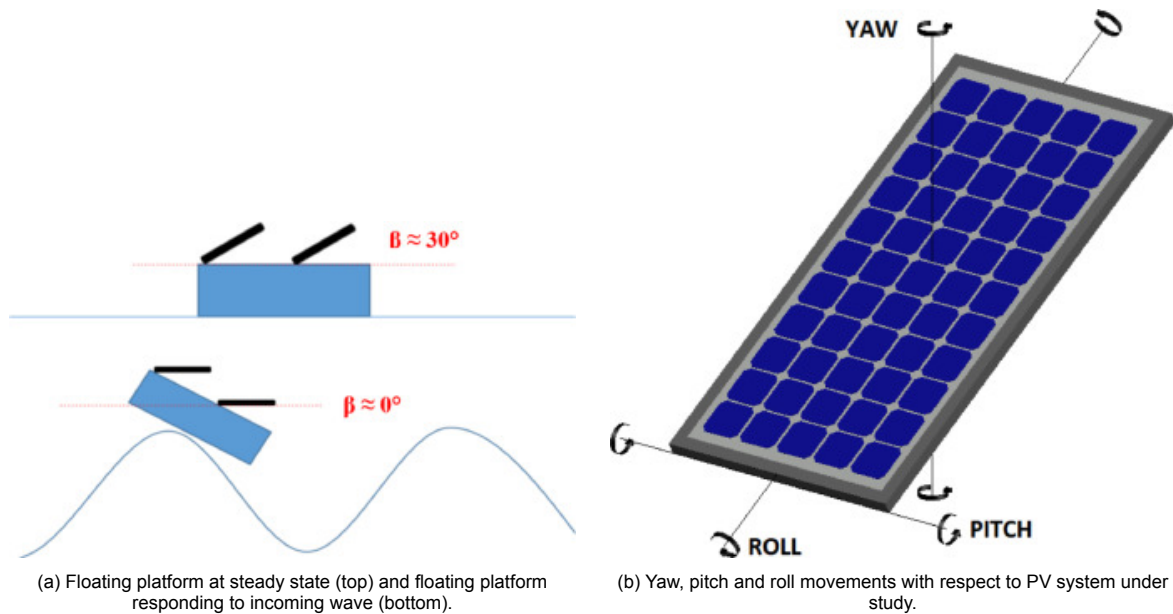 β ≈ 30°
β ≈ 0°
(a) Floating platform at steady state (top) and floating platform
responding to incoming wave (bottom).
YAW
ROLL
PITCH
(b) Yaw, pitch and roll movements with respect to PV system under
study.